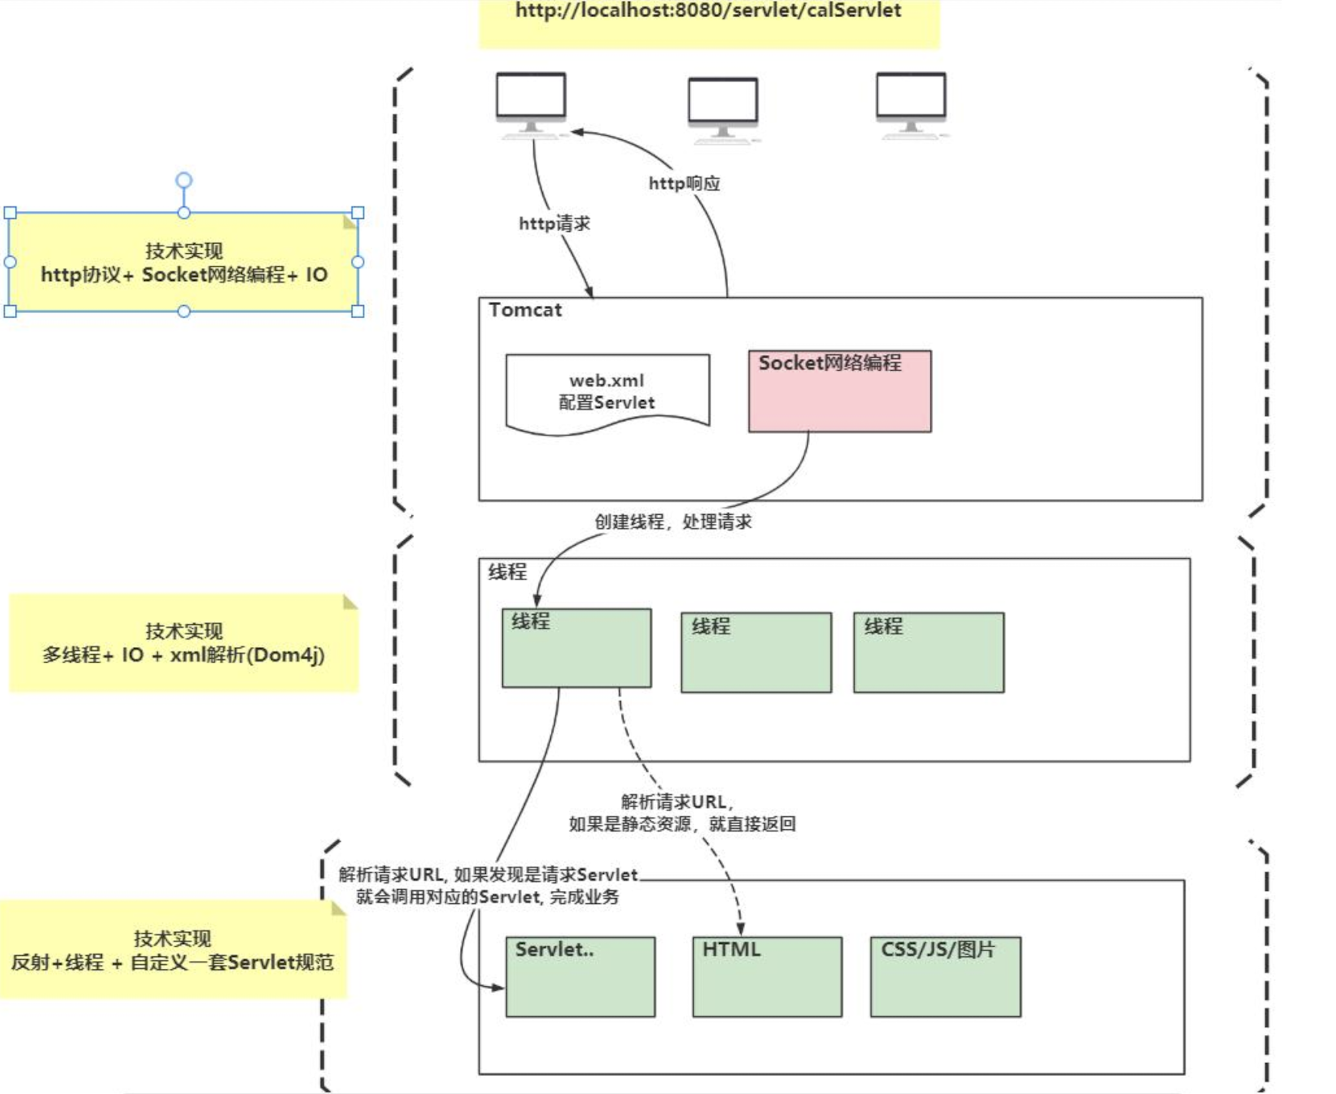 http://localhost:8080/servlet/calServlet
http响应
http请求
技术实现
http协议+ Socket网络编程+ IO
Tomcat
web.xml
配置Servlet
Socket网络编程
创建线程，处理请求
线程
线程
线程
线程
技术实现
多线程+ IO + xml解析(Dom4j)
解析请求URL，
如果是静态资源，就直接返回
解析请求URL, 如果发现是请求Servlet
就会调用对应的Servlet, 完成业务
技术实现
反射+线程 + 自定义一套Servlet规范
Servlet..
HTML
CSS/JS/图片